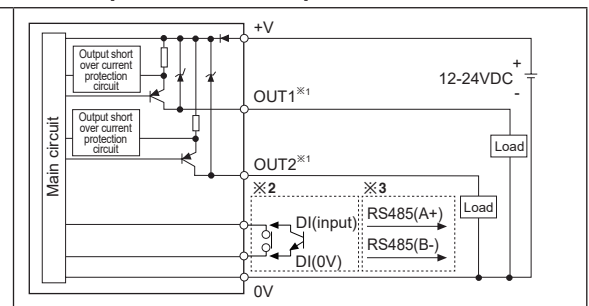 +V
Output short
over current
protection
circuit
+
12-24VDC
-
OUT1※1
Output short
over current
protection
circuit
Load
Main circuit
OUT2※1
※2
※3
Load
DI(input)
RS485(A+)
RS485(B-)
DI(0V)
0V